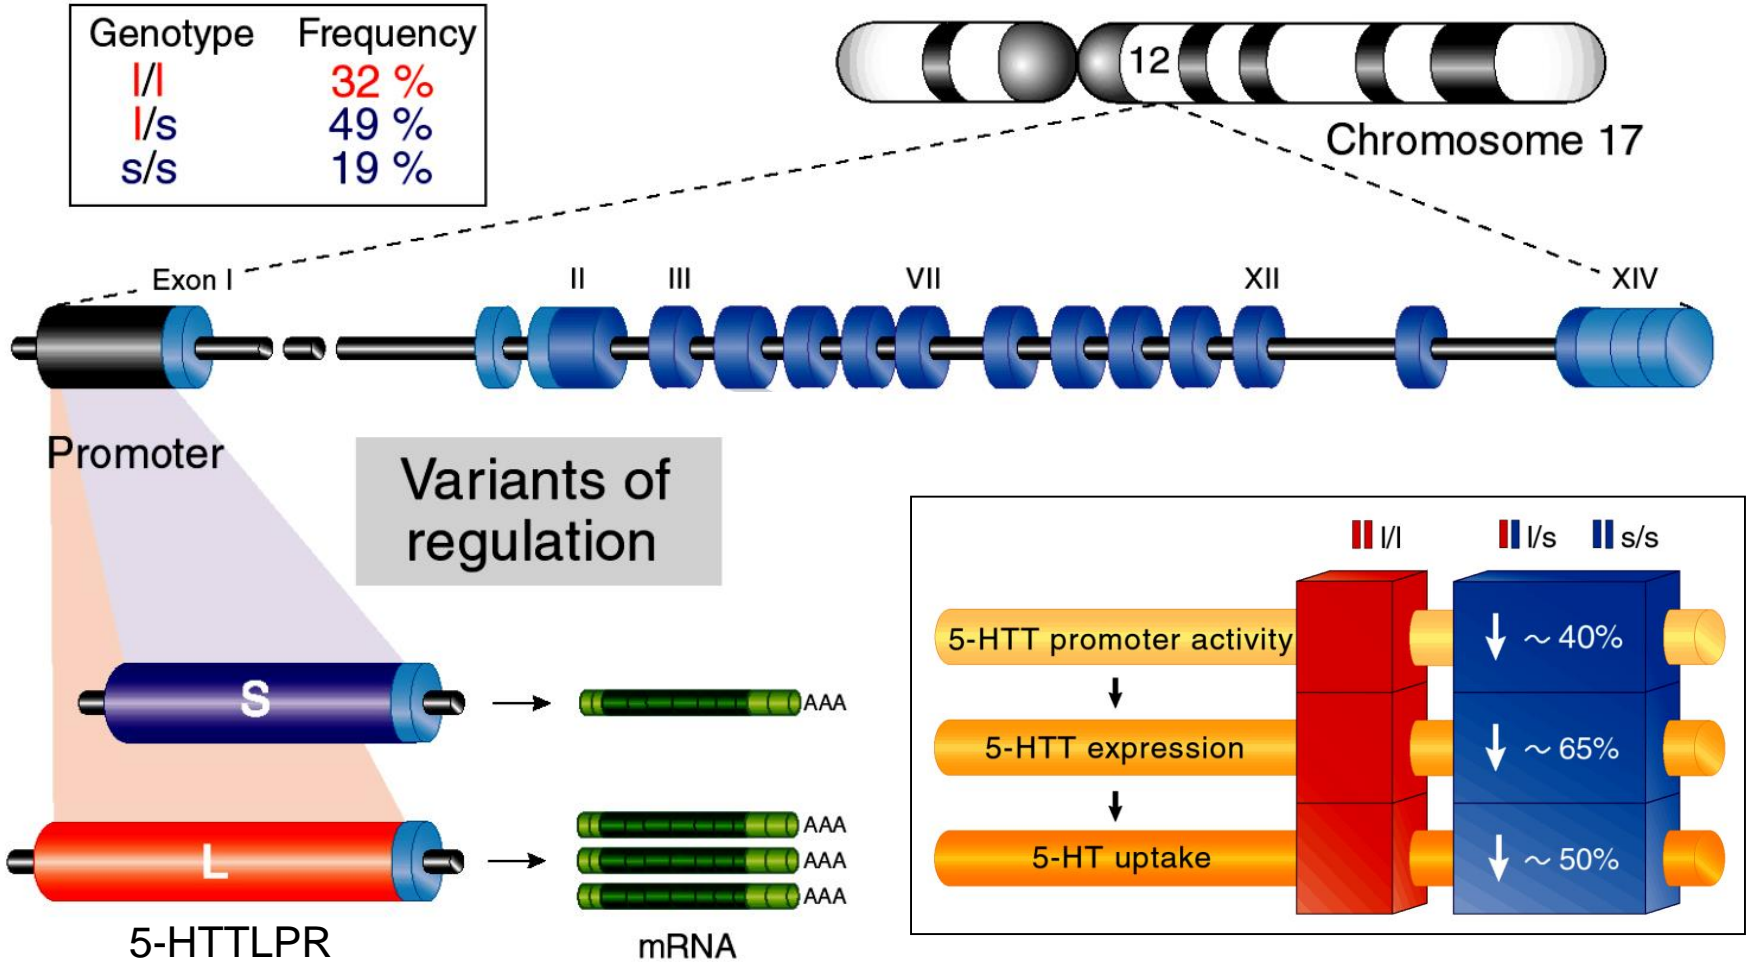 Genotype Frequency
l/l 32 %
l/s 49 %
s/s 19 %
12
Chromosome 17
Exon I II III VII XII XIV
Promoter
Variants of
regulation
S
AAA
L
AAA
AAA
AAA
5-HTTLPR
mRNA
l/l l/s s/s
5-HTT promoter activity ↓ ~ 40%
↓
5-HTT expression ↓ ~ 65%
↓
5-HT uptake ↓ ~ 50%